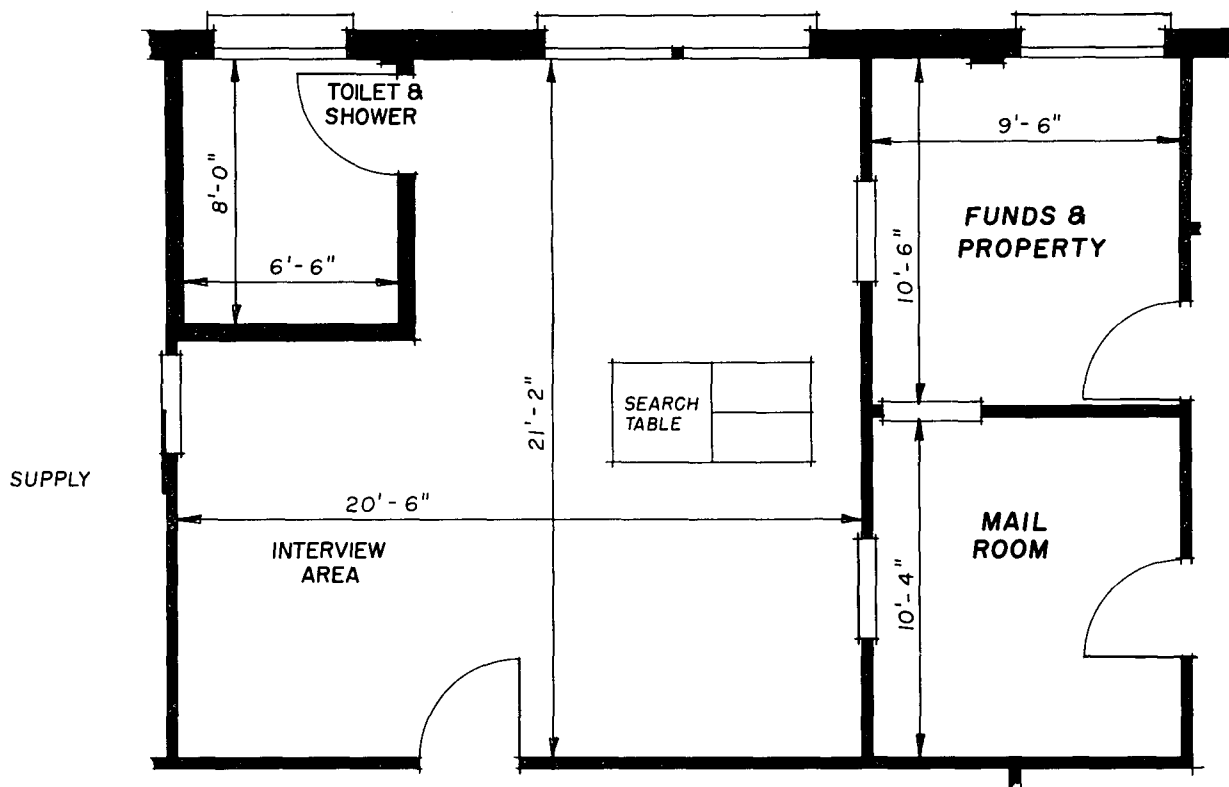 TOILET &
SHOWER
8'-0"
6'-6"
9'-6"
FUNDS &
PROPERTY
10'-6"
21'-2"
SEARCH
TABLE
SUPPLY
20'-6"
INTERVIEW
AREA
MAIL
ROOM
10'-4"